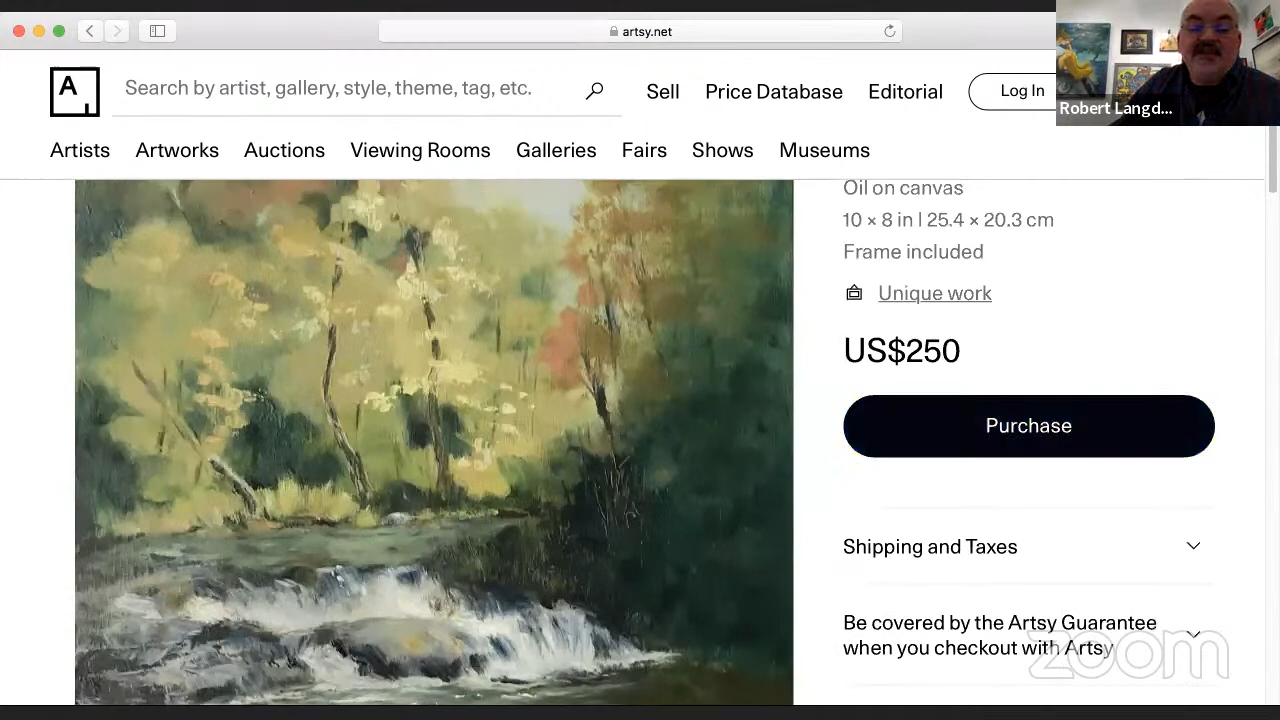 artsy.net
A
Search by artist, gallery, style, theme, tag, etc.
Sell
Price Database
Editorial
Log In
Robert Langd...
Artists
Artworks
Auctions
Viewing Rooms
Galleries
Fairs
Shows
Museums
Oil on canvas
10 × 8 in | 25.4 × 20.3 cm
Frame included
Unique work
US$250
Purchase
Shipping and Taxes
Be covered by the Artsy Guarantee
when you checkout with Artsy
zoom